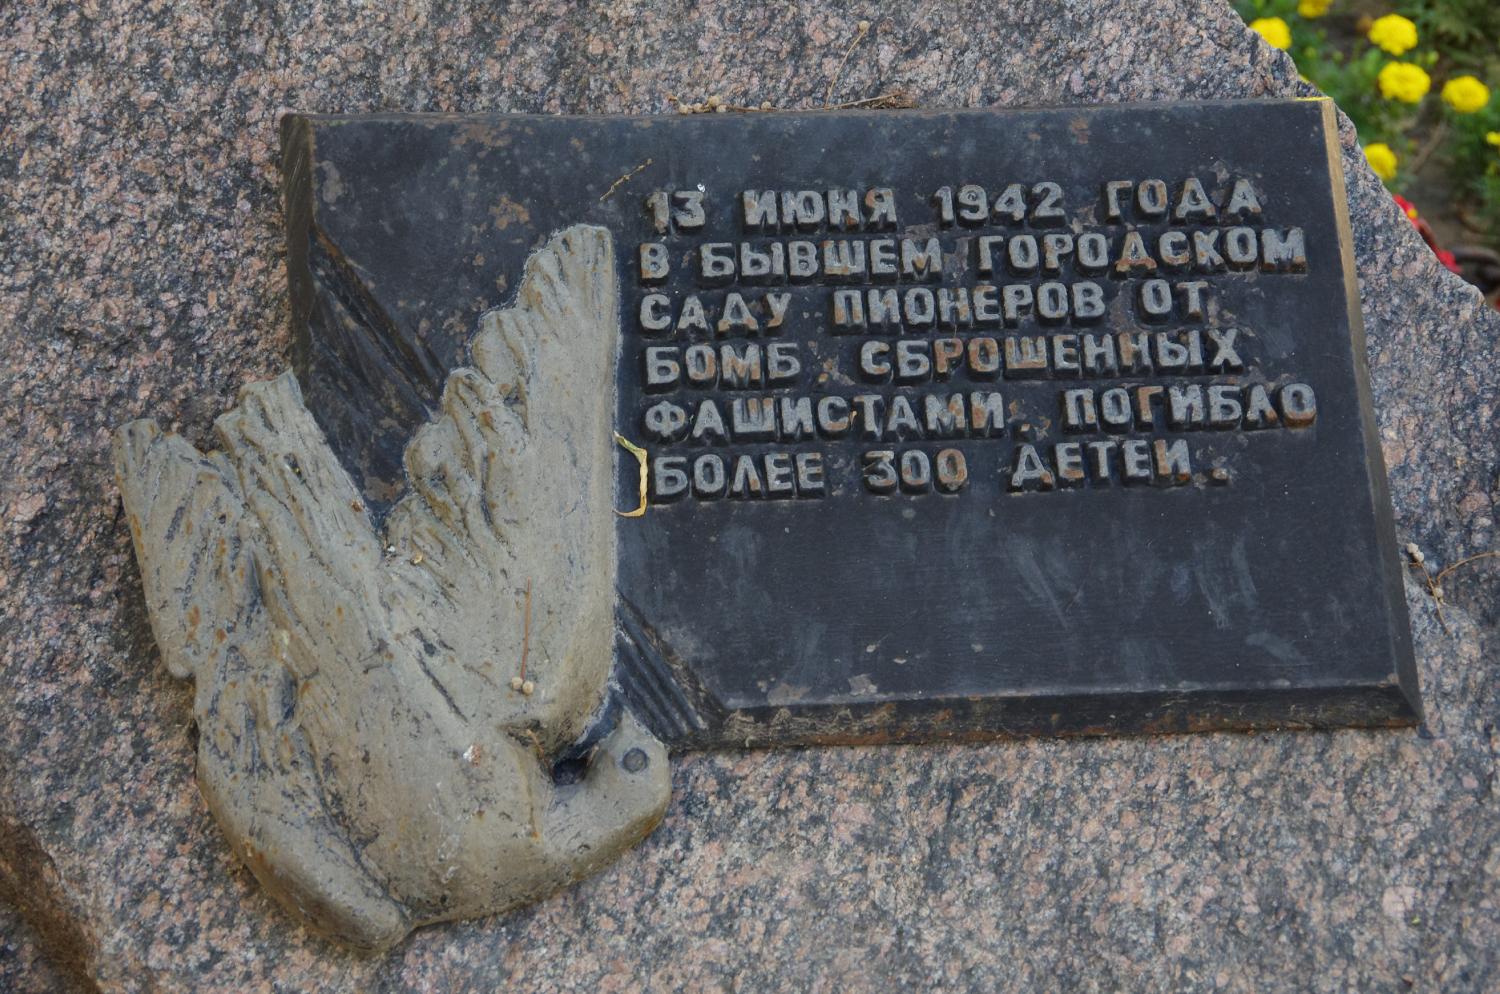 13 ИЮНЯ 1942 ГОДА
В БЫВШЕМ ГОРОДСКОМ
САДУ ПИОНЕРОВ ОТ
БОМБ СБРОШЕННЫХ
ФАШИСТАМИ ПОГИБЛО
БОЛЕЕ 300 ДЕТЕЙ.